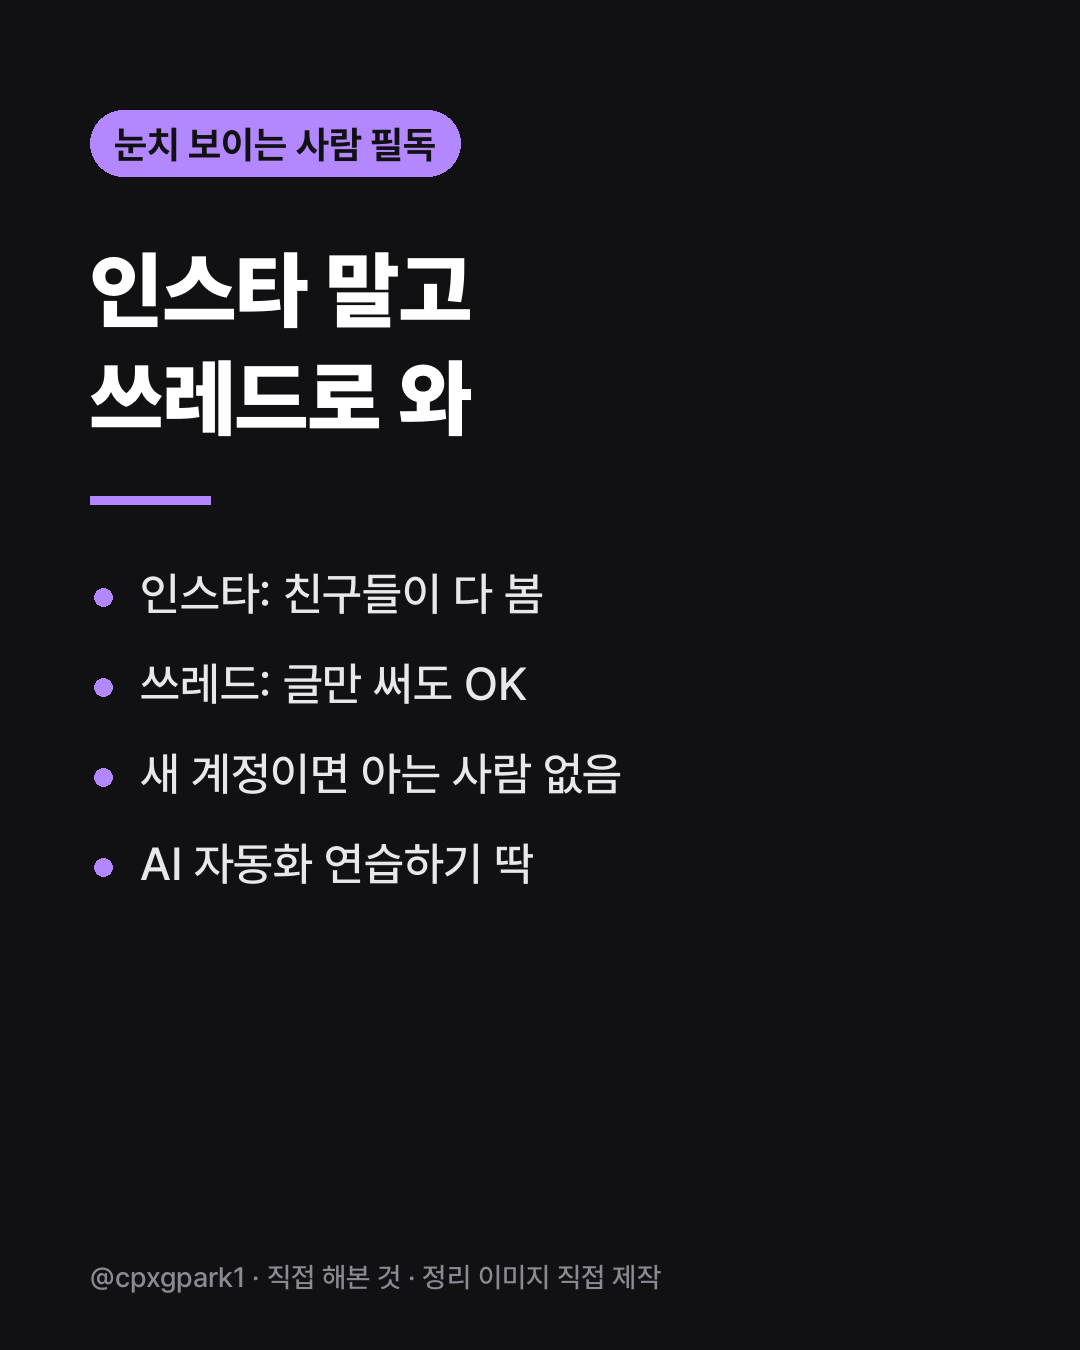 눈치 보이는 사람 필독
인스타 말고
쓰레드로 와
인스타: 친구들이 다 봄
쓰레드: 글만 써도 OK
새 계정이면 아는 사람 없음
AI 자동화 연습하기 딱
@cpxgpark1 · 직접 해본 것 · 정리 이미지 직접 제작